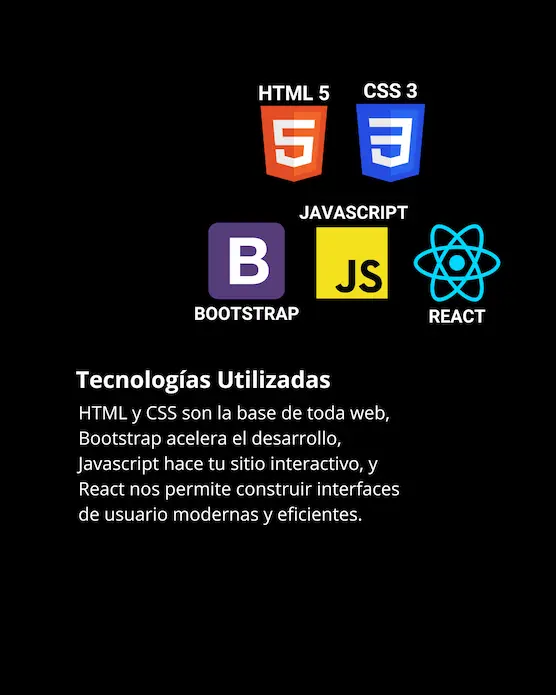 HTML 5
CSS 3
5
3
JAVASCRIPT
B
JS
BOOTSTRAP
REACT
Tecnologías Utilizadas
HTML y CSS son la base de toda web,
Bootstrap acelera el desarrollo,
Javascript hace tu sitio interactivo, y
React nos permite construir interfaces
de usuario modernas y eficientes.